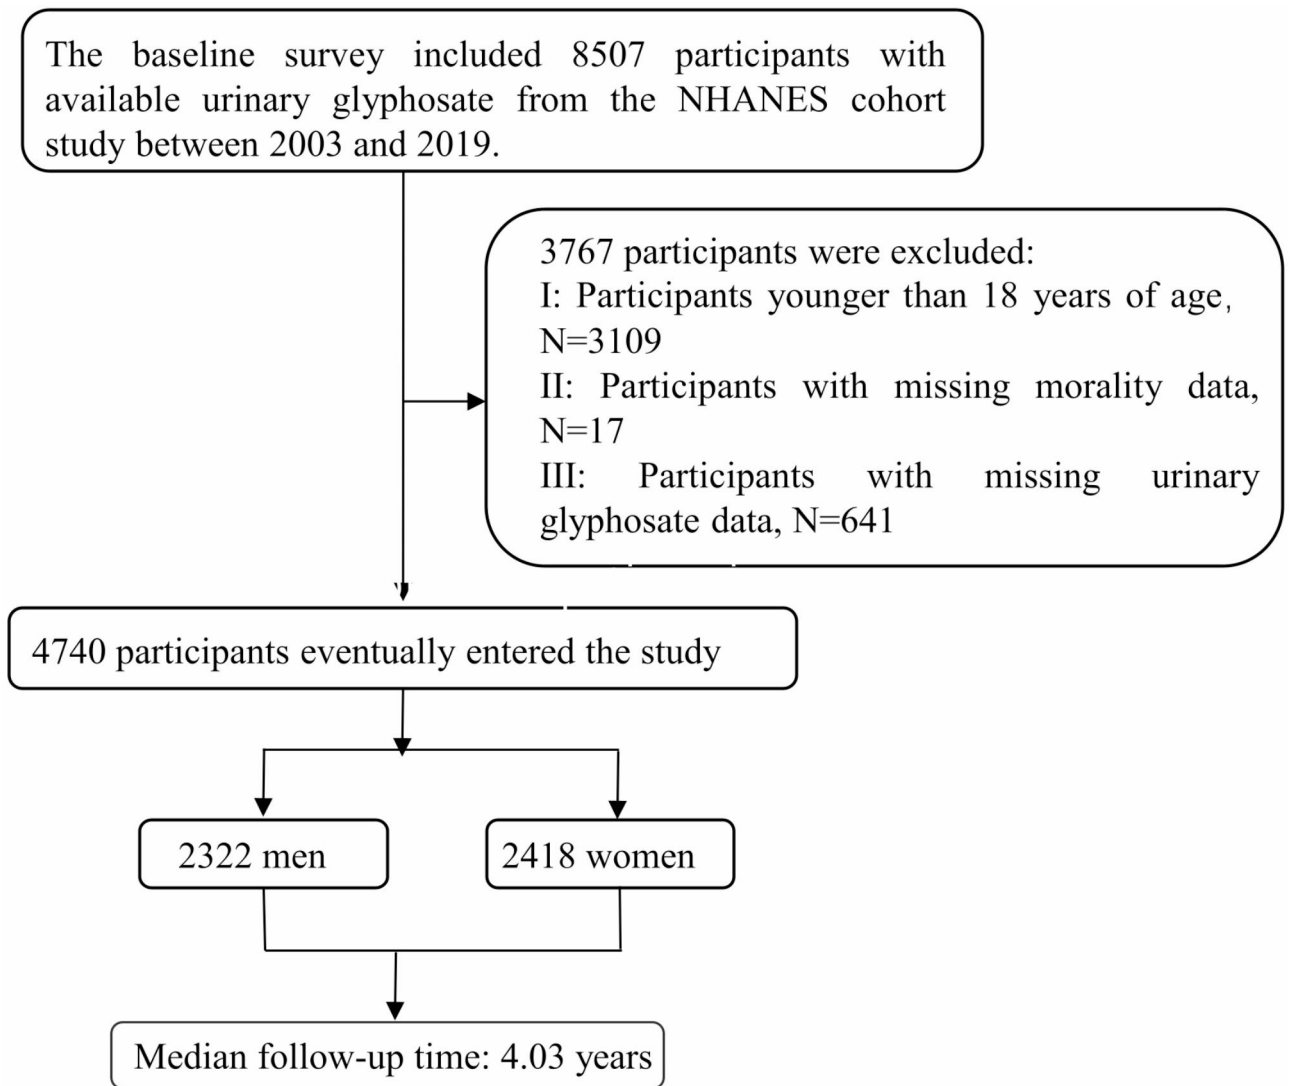 The baseline survey included 8507 participants with
available urinary glyphosate from the NHANES cohort
study between 2003 and 2019.
3767 participants were excluded:
I: Participants younger than 18 years of age,
N=3109
II: Participants with missing morality data,
N=17
III: Participants with missing urinary
glyphosate data, N=641
4740 participants eventually entered the study
2322 men
2418 women
Median follow-up time: 4.03 years